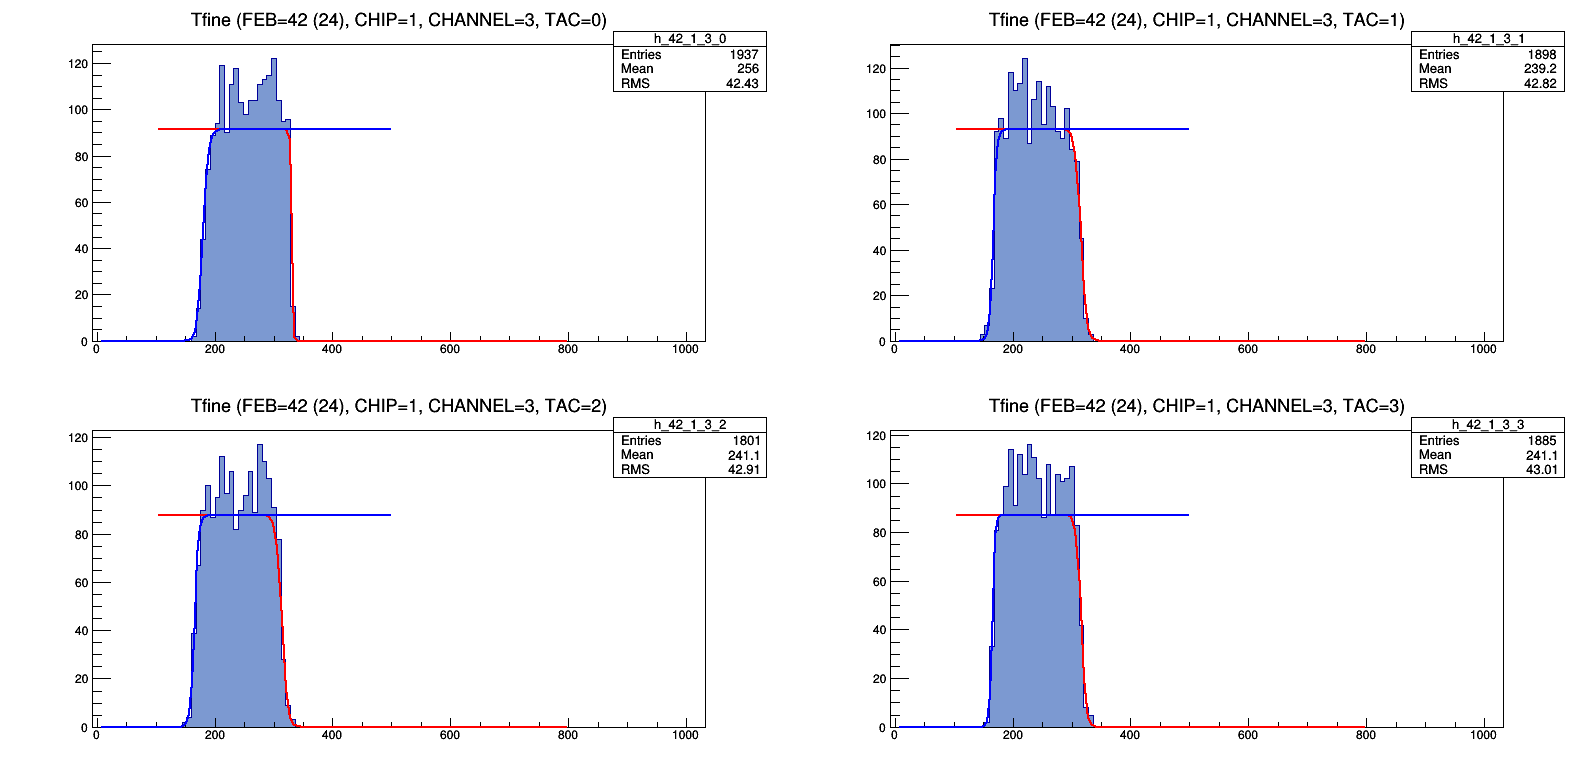 Tfine (FEB=42 (24), CHIP=1, CHANNEL=3, TAC=0)
h_42_1_3_0
Entries 1937
Mean 256
RMS 42.43
120
100
80
60
40
20
0
0 200 400 600 800 1000
Tfine (FEB=42 (24), CHIP=1, CHANNEL=3, TAC=1)
h_42_1_3_1
Entries 1898
Mean 239.2
RMS 42.82
120
100
80
60
40
20
0
0 200 400 600 800 1000
Tfine (FEB=42 (24), CHIP=1, CHANNEL=3, TAC=2)
h_42_1_3_2
Entries 1801
Mean 241.1
RMS 42.91
120
100
80
60
40
20
0
0 200 400 600 800 1000
Tfine (FEB=42 (24), CHIP=1, CHANNEL=3, TAC=3)
h_42_1_3_3
Entries 1885
Mean 241.1
RMS 43.01
120
100
80
60
40
20
0
0 200 400 600 800 1000